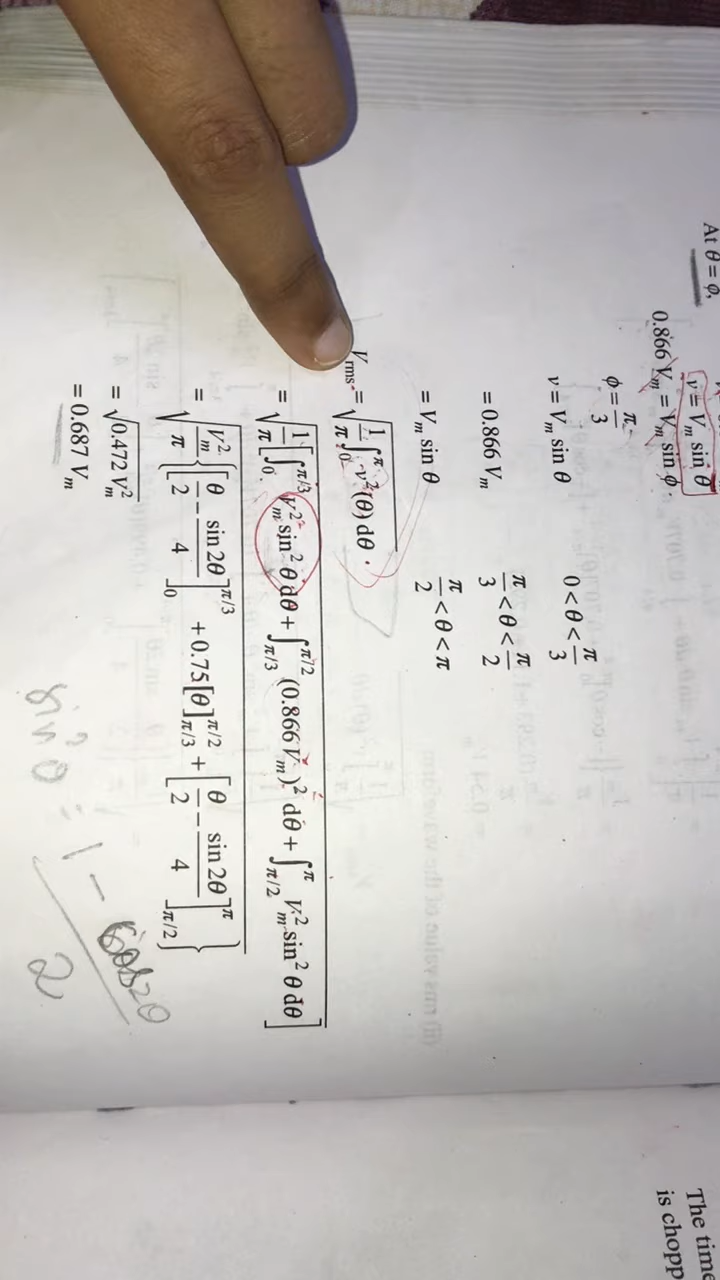 At θ = φ,
v = V_m sin θ
0.866 V_m = V_m sin φ
φ = π/3
v = V_m sin θ    0 < θ < π/3
= 0.866 V_m    π/3 < θ < π/2
= V_m sin θ    π/2 < θ < π
V_rms = √(1/π ∫_0^π v²(θ) dθ)
= √(1/π [∫_0^{π/3} V_m² sin² θ dθ + ∫_{π/3}^{π/2} (0.866 V_m)² dθ + ∫_{π/2}^π V_m² sin² θ dθ])
= √(V_m²/π {[θ/2 − sin 2θ/4]_0^{π/3} + 0.75[θ]_{π/3}^{π/2} + [θ/2 − sin 2θ/4]_{π/2}^π})
= √(0.472 V_m²)
= 0.687 V_m
sin²θ = (1 − cos2θ)/2
The time
is chopp